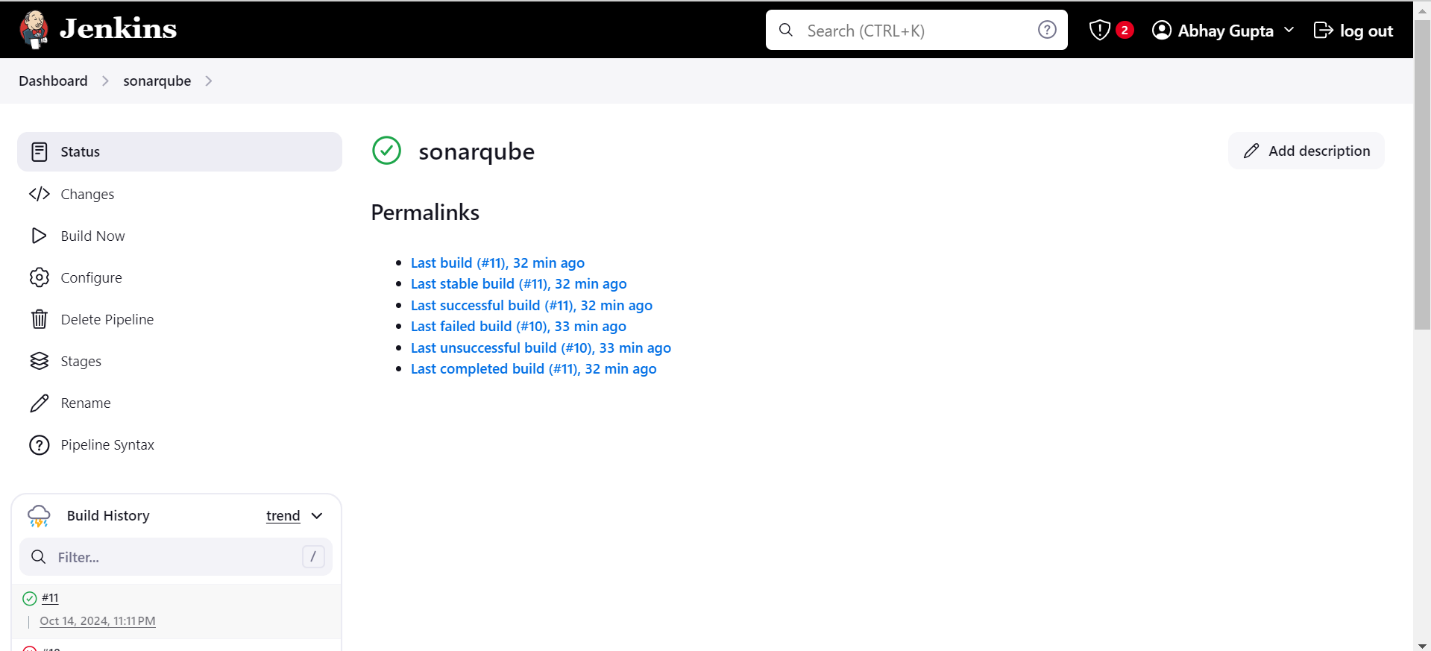 Jenkins
Search (CTRL+K)
?
2
Abhay Gupta
log out
Dashboard
sonarqube
Status
Changes
Build Now
Configure
Delete Pipeline
Stages
Rename
? Pipeline Syntax
Build History
trend
Filter...
/
#11
Oct 14, 2024, 11:11 PM
sonarqube
Add description
Permalinks
Last build (#11), 32 min ago
Last stable build (#11), 32 min ago
Last successful build (#11), 32 min ago
Last failed build (#10), 33 min ago
Last unsuccessful build (#10), 33 min ago
Last completed build (#11), 32 min ago